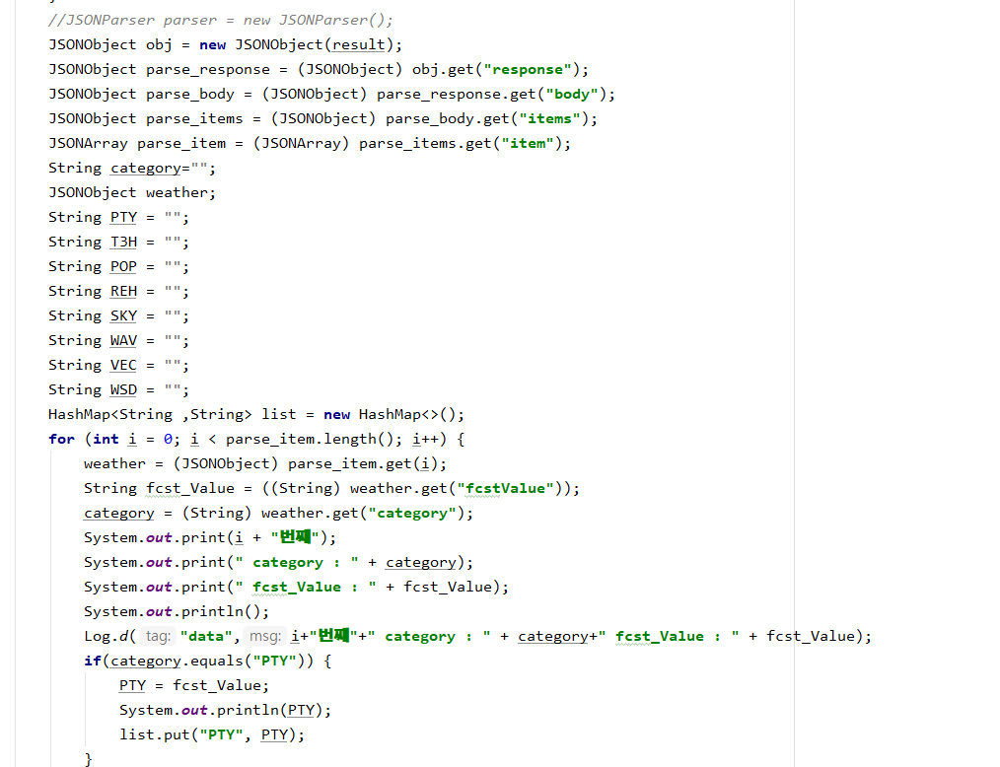 //JSONParser parser = new JSONParser();
JSONObject obj = new JSONObject(result);
JSONObject parse_response = (JSONObject) obj.get("response");
JSONObject parse_body = (JSONObject) parse_response.get("body");
JSONObject parse_items = (JSONObject) parse_body.get("items");
JSONArray parse_item = (JSONArray) parse_items.get("item");
String category="";
JSONObject weather;
String PTY = "";
String T3H = "";
String POP = "";
String REH = "";
String SKY = "";
String WAV = "";
String VEC = "";
String WSD = "";
HashMap<String ,String> list = new HashMap<>();
for (int i = 0; i < parse_item.length(); i++) {
    weather = (JSONObject) parse_item.get(i);
    String fcst_Value = ((String) weather.get("fcstValue"));
    category = (String) weather.get("category");
    System.out.print(i + "번째");
    System.out.print(" category : " + category);
    System.out.print(" fcst_Value : " + fcst_Value);
    System.out.println();
    Log.d( tag: "data", msg: i+"번째"+" category : " + category+" fcst_Value : " + fcst_Value);
    if(category.equals("PTY")) {
        PTY = fcst_Value;
        System.out.println(PTY);
        list.put("PTY", PTY);
    }